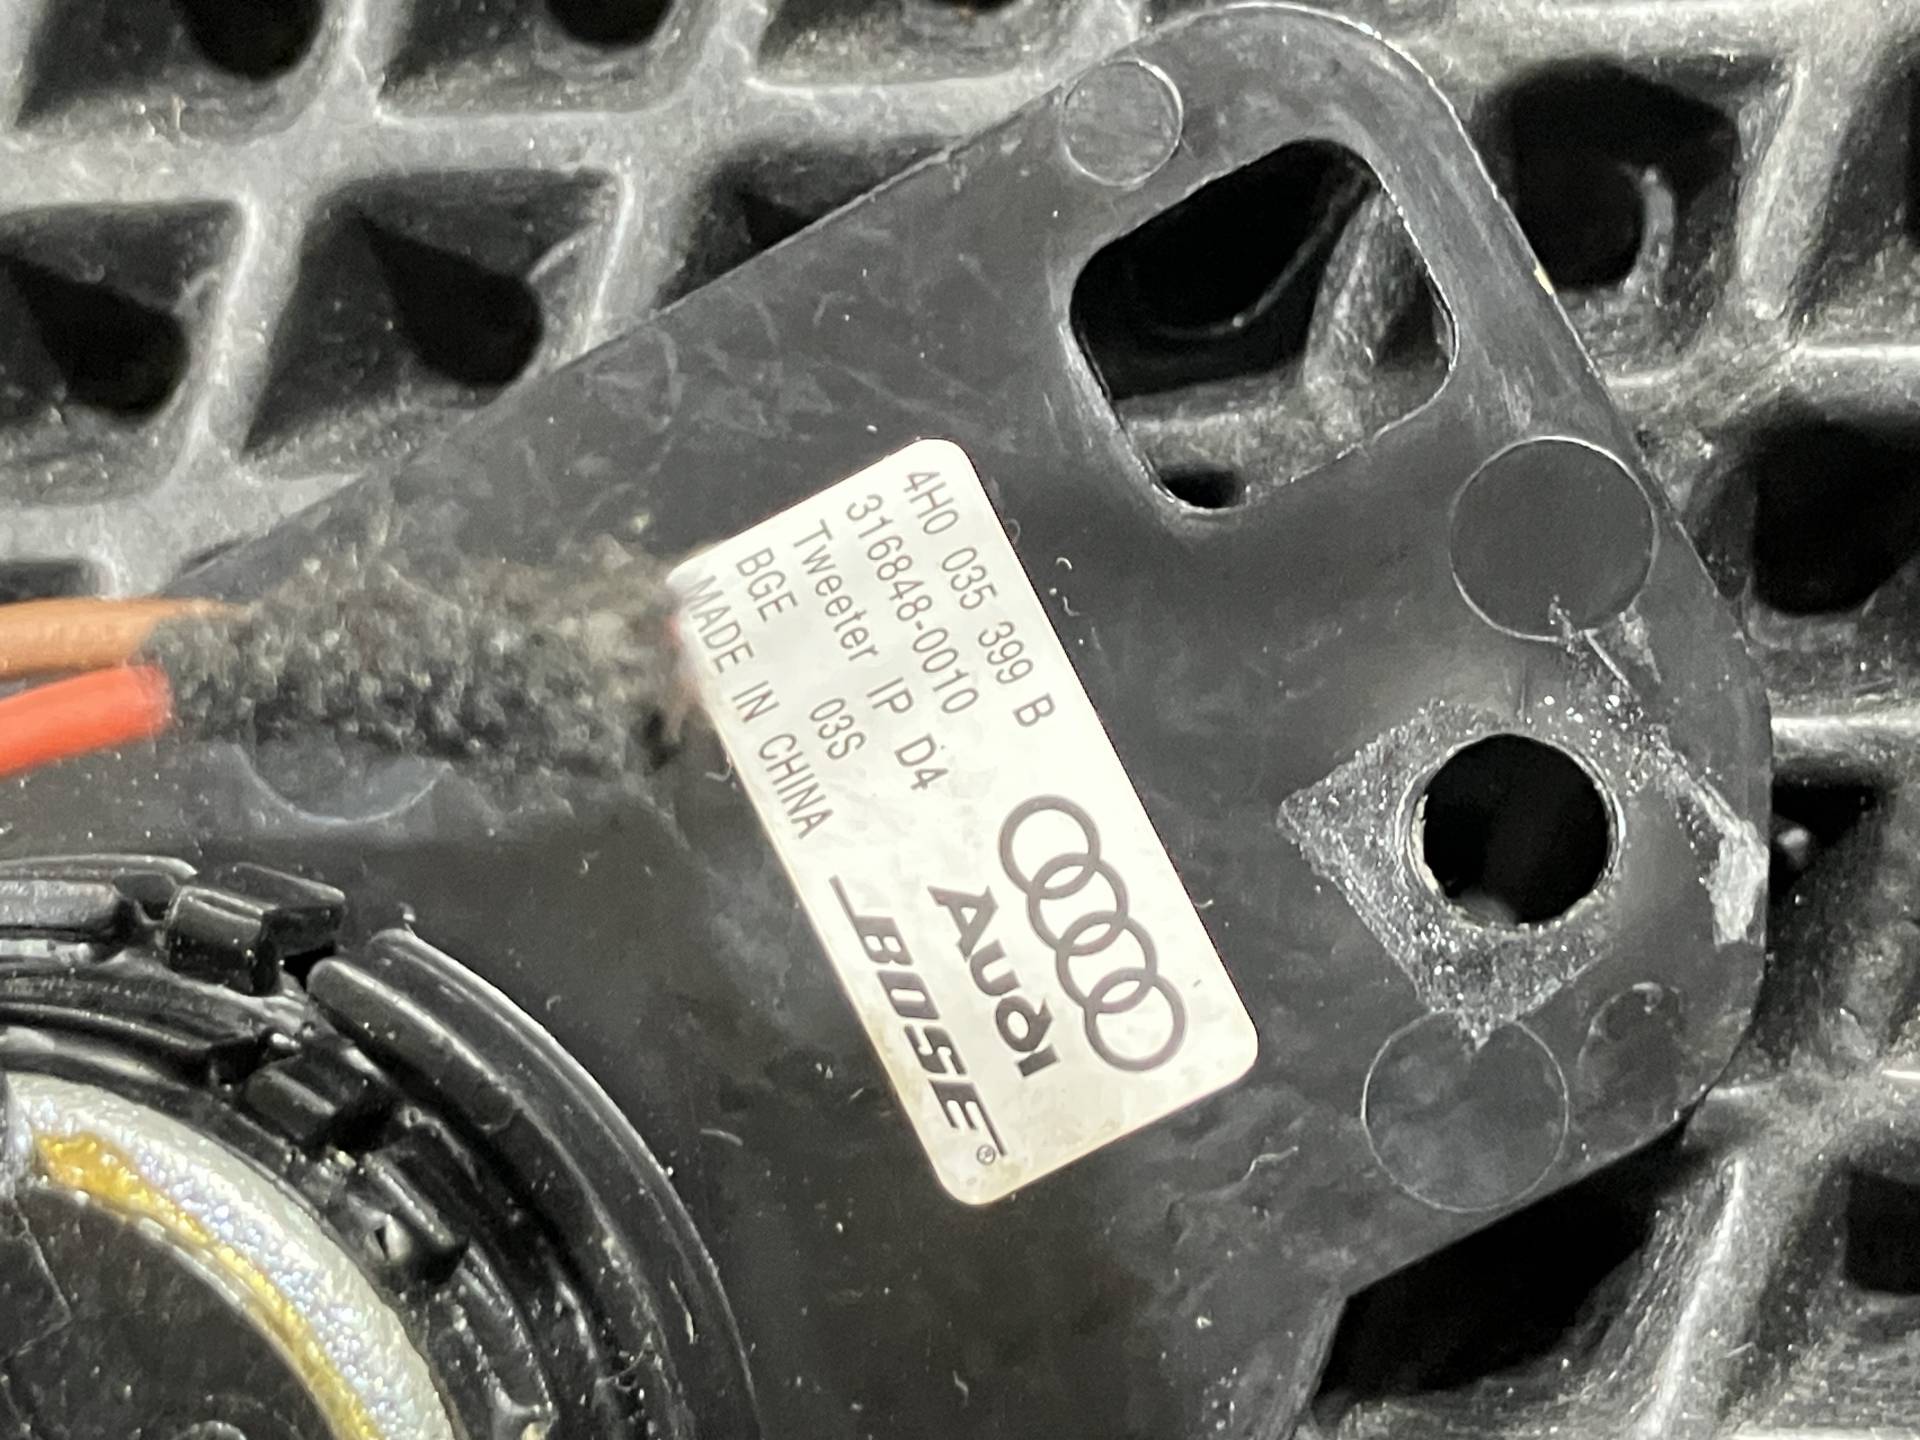 4H0 035 399 B
316848-0010
Tweeter IP D4
BGE 03S
MADE IN CHINA
Audi
BOSE®